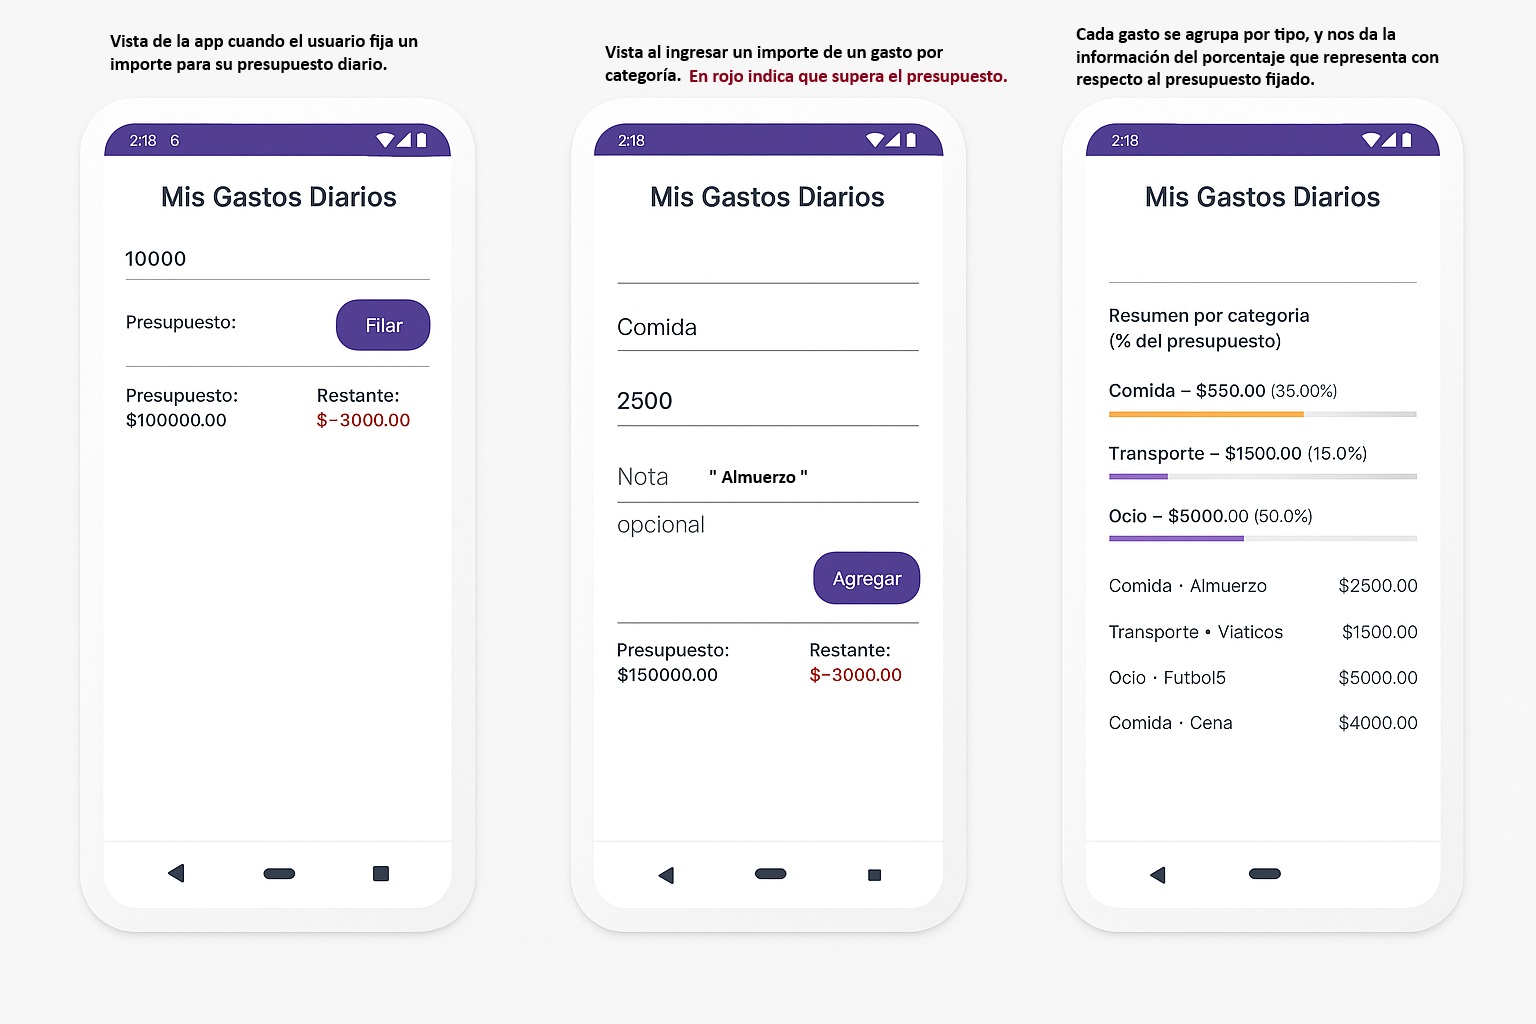 Vista de la app cuando el usuario fija un
importe para su presupuesto diario.
2:18 6
Mis Gastos Diarios
10000
Presupuesto:
Filar
Presupuesto:
$100000.00
Restante:
$-3000.00
Vista al ingresar un importe de un gasto por
categoría. En rojo indica que supera el presupuesto.
2:18
Mis Gastos Diarios
Comida
2500
Nota " Almuerzo "
opcional
Agregar
Presupuesto:
$150000.00
Restante:
$-3000.00
Cada gasto se agrupa por tipo, y nos da la
información del porcentaje que representa con
respecto al presupuesto fijado.
2:18
Mis Gastos Diarios
Resumen por categoria
(% del presupuesto)
Comida – $550.00 (35.00%)
Transporte – $1500.00 (15.0%)
Ocio – $5000.00 (50.0%)
Comida · Almuerzo $2500.00
Transporte • Viaticos $1500.00
Ocio · Futbol5 $5000.00
Comida · Cena $4000.00